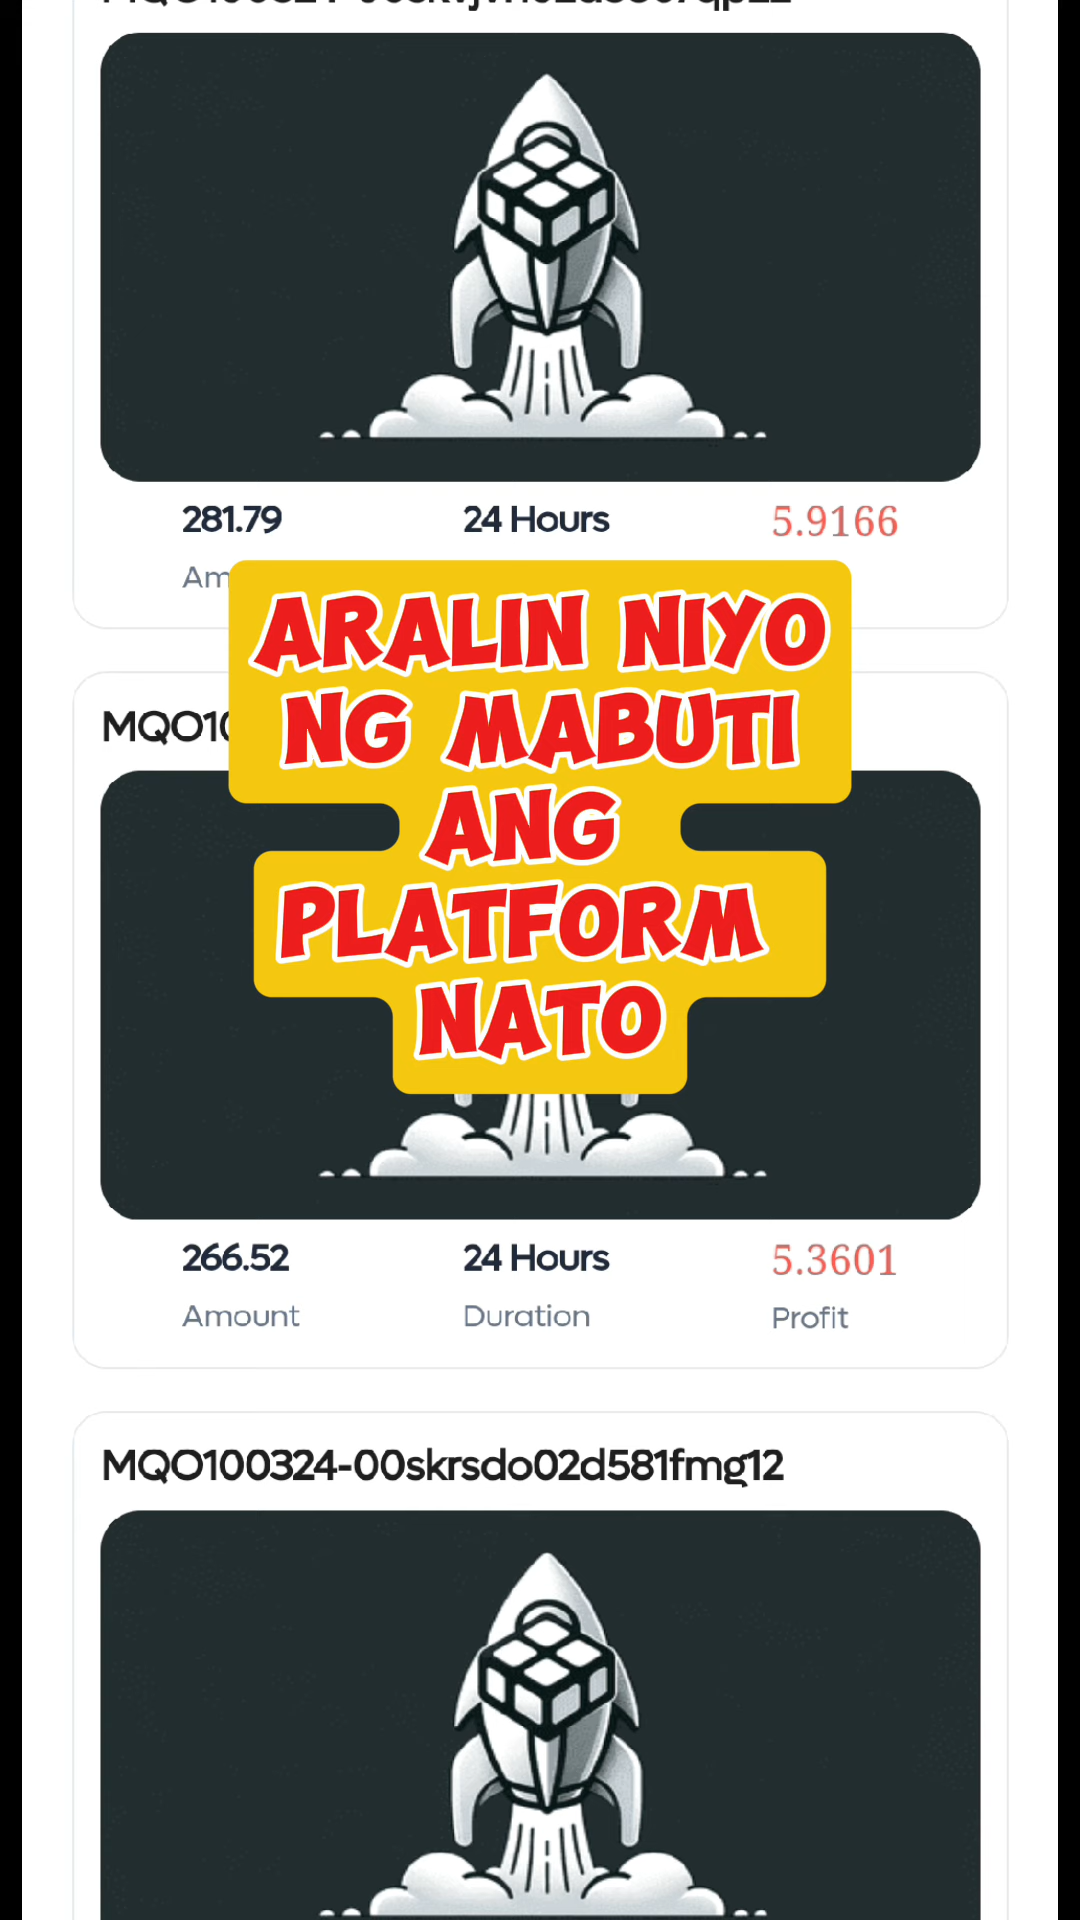 281.79
24 Hours
5.9166
ARALIN NIYO
NG MABUTI
ANG
PLATFORM
NATO
266.52
24 Hours
5.3601
Amount
Duration
Profit
MQO100324-00skrsdo02d581fmg12